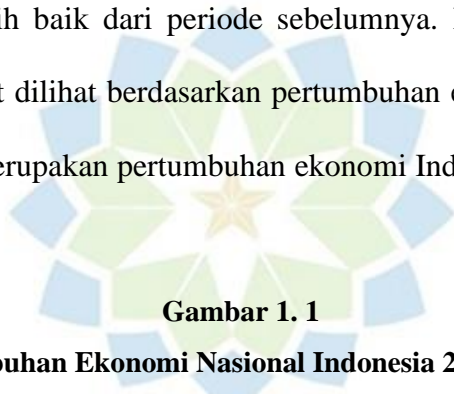 ih baik dari periode sebelumnya.
t dilihat berdasarkan pertumbuhan
erupakan pertumbuhan ekonomi Ind
Gambar 1. 1
buhan Ekonomi Nasional Indonesia 2